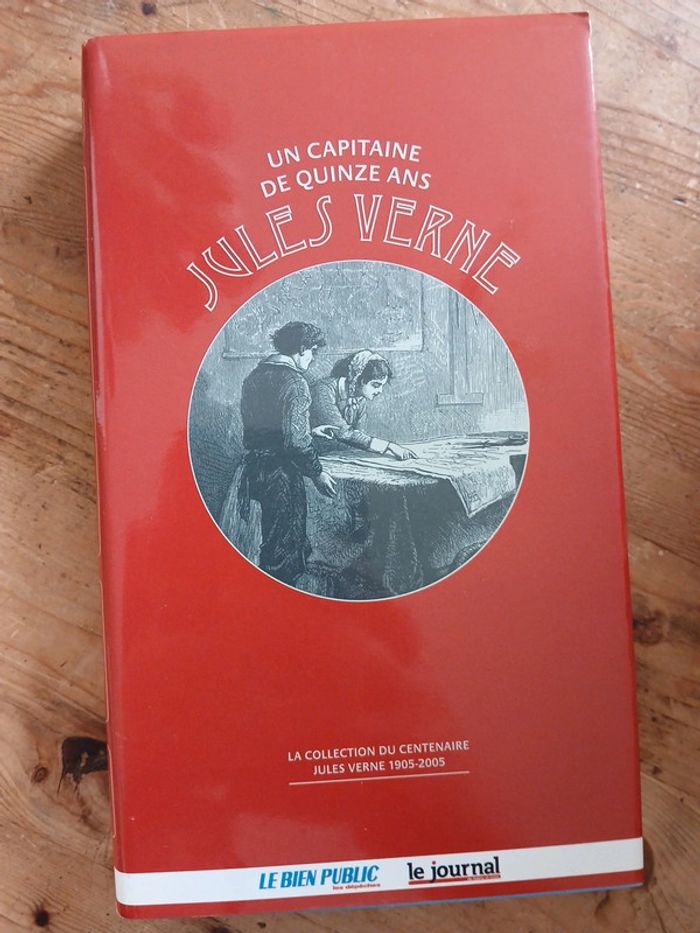 UN CAPITAINE
DE QUINZE ANS
JULES VERNE
LA COLLECTION DU CENTENAIRE
JULES VERNE 1905-2005
LE BIEN PUBLIC
les dépêches
le journal